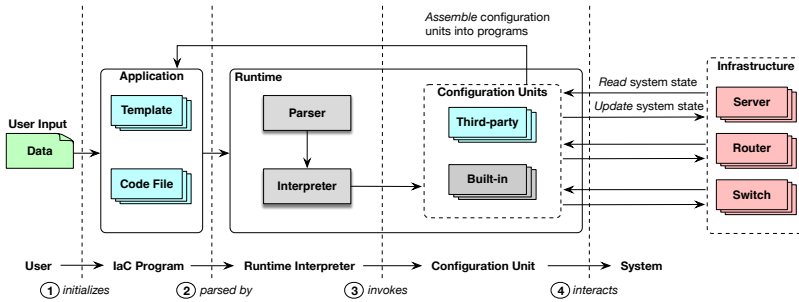 Assemble configuration
units into programs
Application
Runtime
Infrastructure
Configuration Units
Read system state
Template
Parser
Third-party
Update system state
Server
User Input
Data
Router
Code File
Interpreter
Built-in
Switch
User
IaC Program
Runtime Interpreter
Configuration Unit
System
1 initializes
2 parsed by
3 invokes
4 interacts